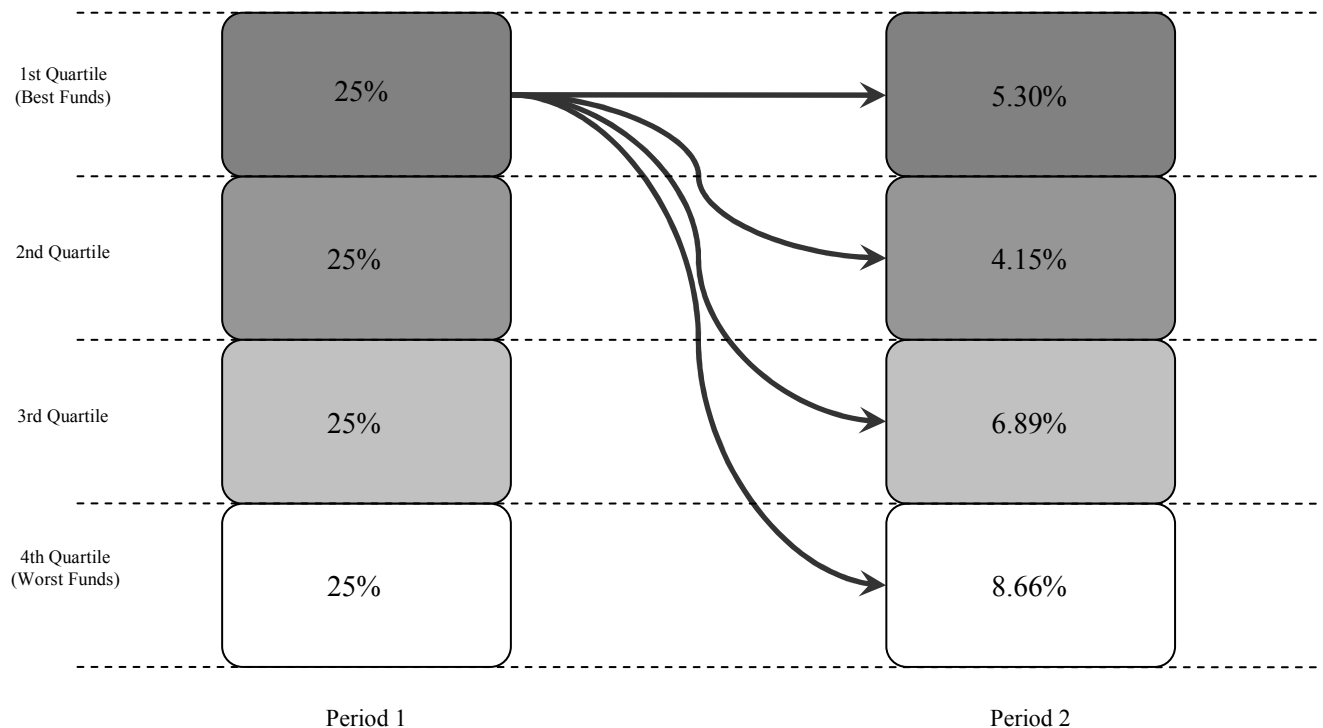 1st Quartile
(Best Funds)
25%
5.30%
2nd Quartile
25%
4.15%
3rd Quartile
25%
6.89%
4th Quartile
(Worst Funds)
25%
8.66%
Period 1
Period 2